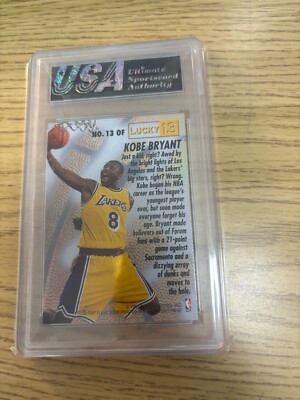 USA
Ultimate
Sportscard
Authority
NO. 13 OF LUCKY 13
KOBE BRYANT
Just a kid, right? Awed by
the bright lights of Los
Angeles and the Lakers'
big stars, right? Wrong.
Kobe began his NBA
career as the league's
youngest player
ever, but soon made
everyone forget his
age. Bryant made
believers out of Forum
fans with a 21-point
game against
Sacramento and a
dizzying array
of dunks and
moves to
the hole.
LAKERS
8